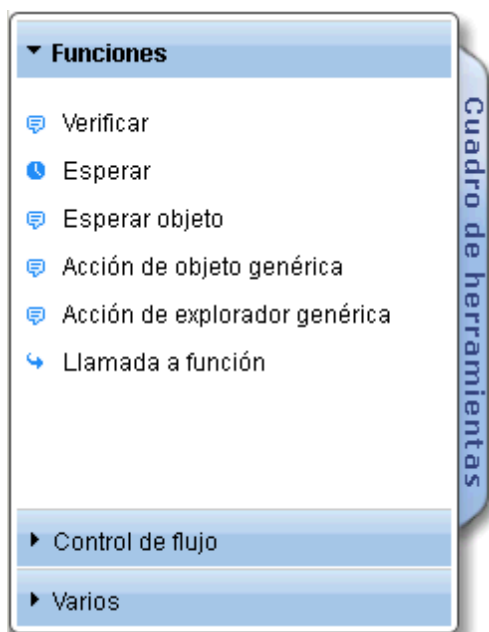 Funciones
Verificar
Esperar
Esperar objeto
Acción de objeto genérica
Acción de explorador genérica
Llamada a función
Control de flujo
Varios
Cuadro de herramientas